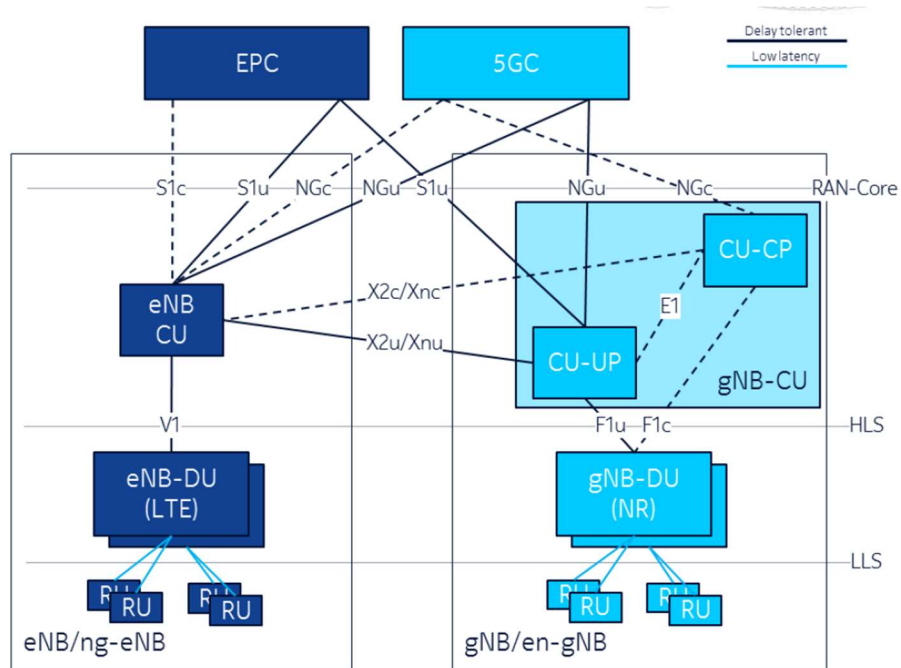 Delay tolerant
Low latency
EPC
5GC
S1c
S1u
NGc
NGu
S1u
NGu
NGc
RAN-Core
CU-CP
X2c/Xnc
E1
eNB
CU
X2u/Xnu
CU-UP
gNB-CU
V1
F1u
F1c
HLS
eNB-DU
(LTE)
gNB-DU
(NR)
LLS
RU
RU
RU
RU
RU
RU
RU
RU
eNB/ng-eNB
gNB/en-gNB